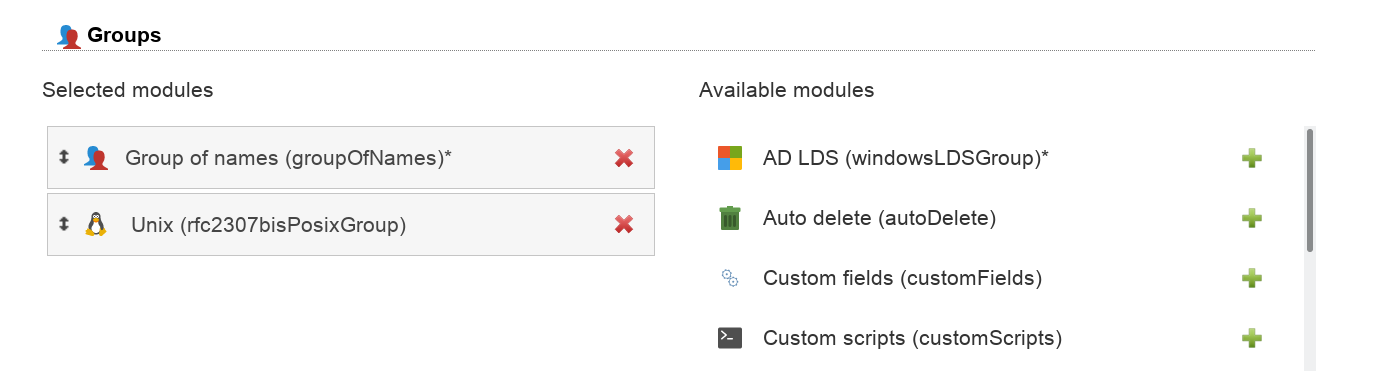 Groups
Selected modules
Available modules
Group of names (groupOfNames)*
Unix (rfc2307bisPosixGroup)
AD LDS (windowsLDSGroup)*
Auto delete (autoDelete)
Custom fields (customFields)
Custom scripts (customScripts)